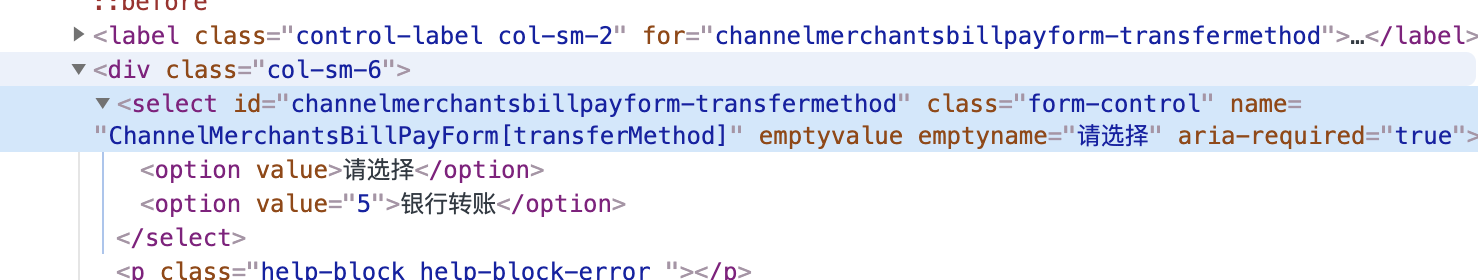 ::before
▶<label class="control-label col-sm-2" for="channelmerchantsbillpayform-transfermethod">…</label>
▼<div class="col-sm-6">
▼<select id="channelmerchantsbillpayform-transfermethod" class="form-control" name=
"ChannelMerchantsBillPayForm[transferMethod]" emptyvalue emptyname="请选择" aria-required="true">
<option value>请选择</option>
<option value="5">银行转账</option>
</select>
<p class="help-block help-block-error "></p>